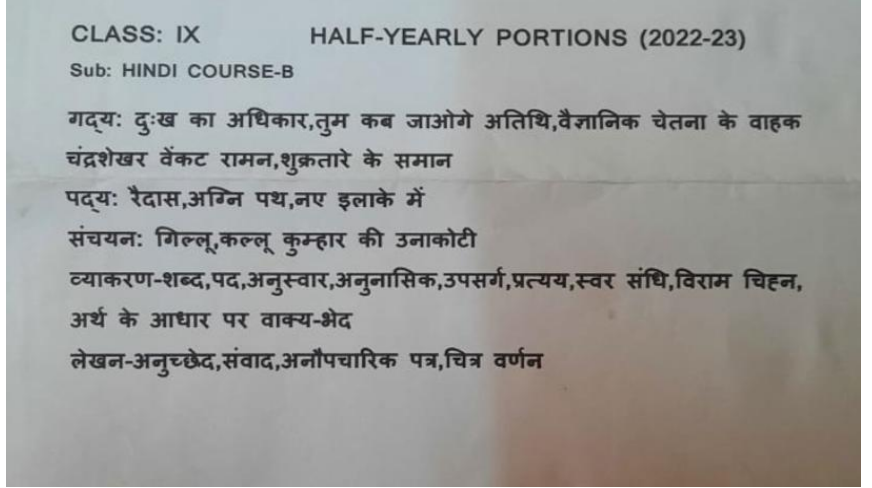 CLASS: IX HALF-YEARLY PORTIONS (2022-23)
Sub: HINDI COURSE-B
गद्य: दुःख का अधिकार,तुम कब जाओगे अतिथि,वैज्ञानिक चेतना के वाहक
चंद्रशेखर वेंकट रामन,शुक्रतारे के समान
पद्य: रैदास,अग्नि पथ,नए इलाके में
संचयन: गिल्लू,कल्लू कुम्हार की उनाकोटी
व्याकरण-शब्द,पद,अनुस्वार,अनुनासिक,उपसर्ग,प्रत्यय,स्वर संधि,विराम चिह्न,
अर्थ के आधार पर वाक्य-भेद
लेखन-अनुच्छेद,संवाद,अनौपचारिक पत्र,चित्र वर्णन